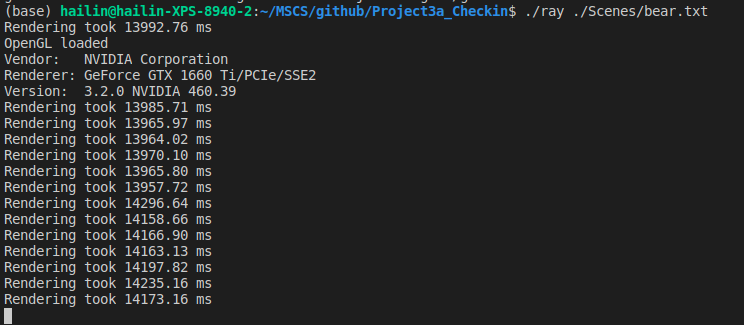 (base) hailin@hailin-XPS-8940-2:~/MSCS/github/Project3a_Checkin$ ./ray ./Scenes/bear.txt
Rendering took 13992.76 ms
OpenGL loaded
Vendor:   NVIDIA Corporation
Renderer: GeForce GTX 1660 Ti/PCIe/SSE2
Version:  3.2.0 NVIDIA 460.39
Rendering took 13985.71 ms
Rendering took 13965.97 ms
Rendering took 13964.02 ms
Rendering took 13970.10 ms
Rendering took 13965.80 ms
Rendering took 13957.72 ms
Rendering took 14296.64 ms
Rendering took 14158.66 ms
Rendering took 14166.90 ms
Rendering took 14163.13 ms
Rendering took 14197.82 ms
Rendering took 14235.16 ms
Rendering took 14173.16 ms